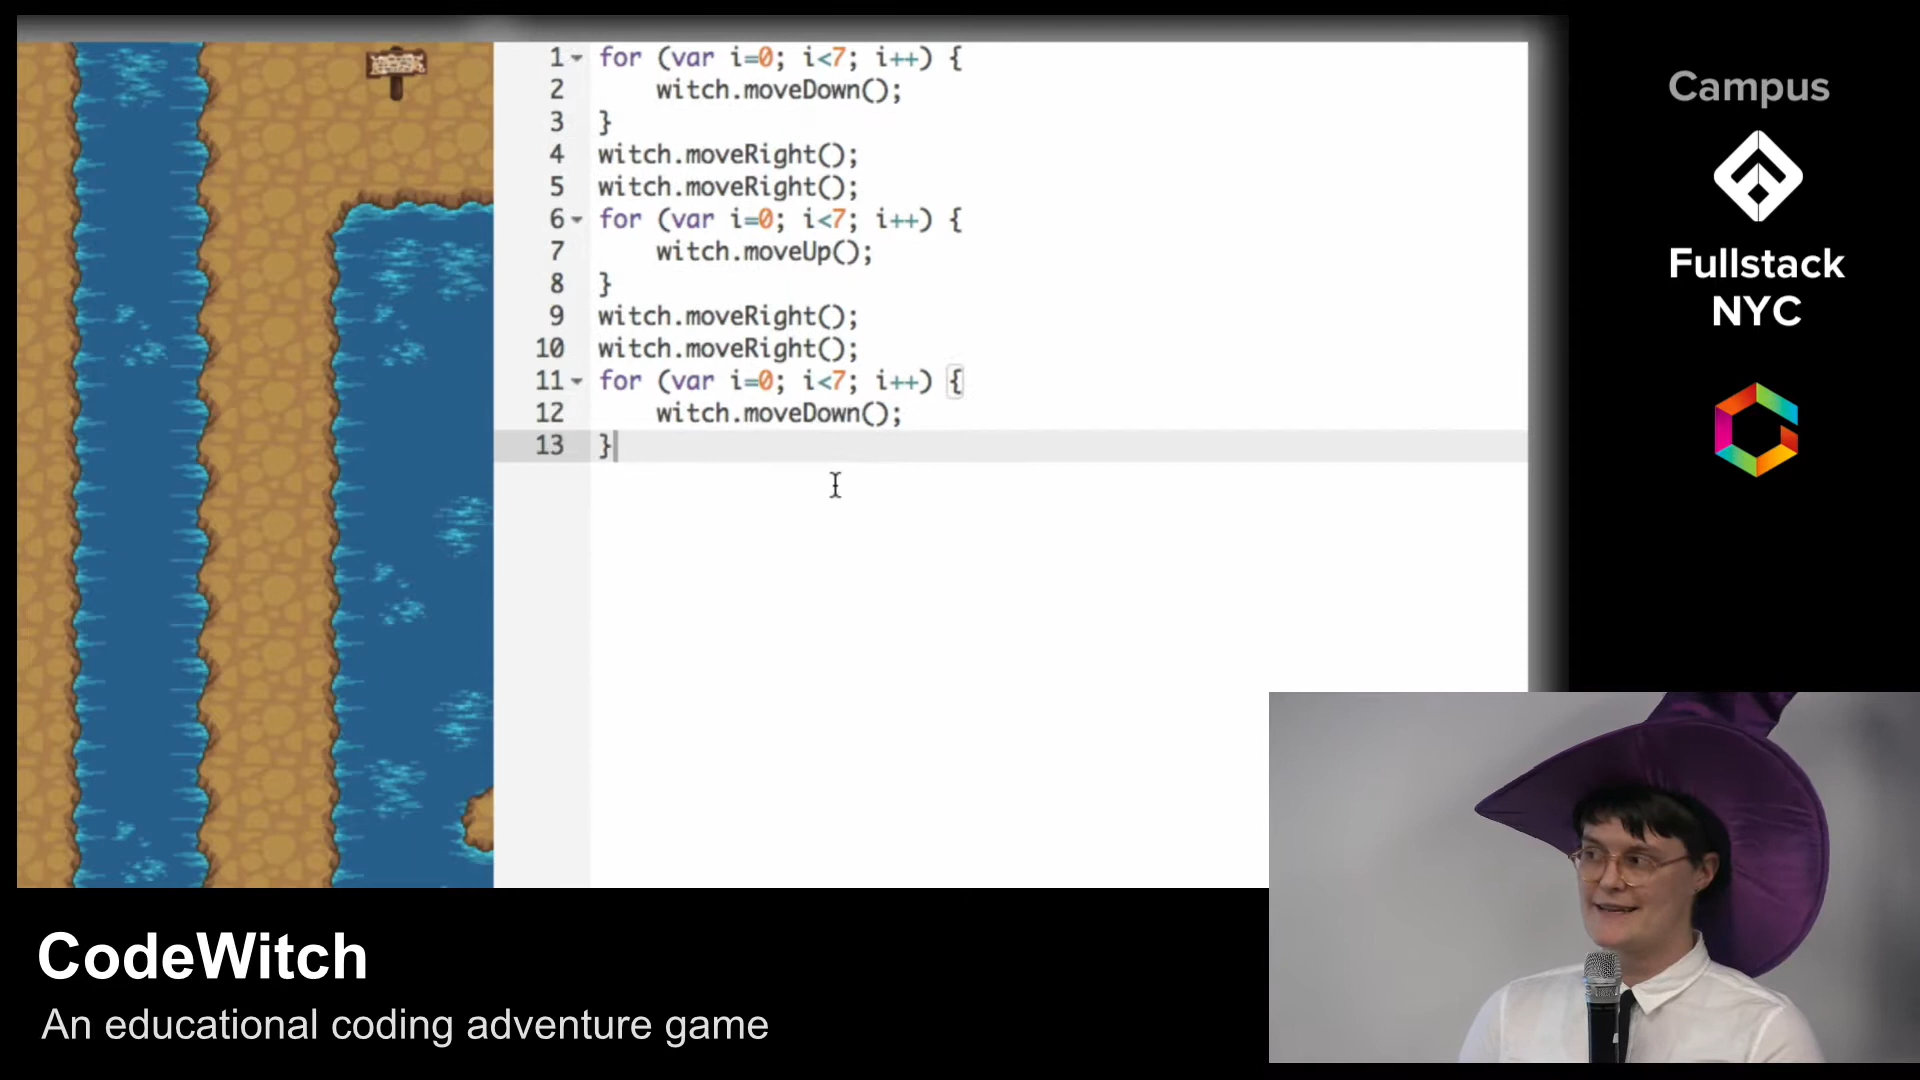 1 for (var i=0; i<7; i++) {
2 witch.moveDown();
3 }
4 witch.moveRight();
5 witch.moveRight();
6 for (var i=0; i<7; i++) {
7 witch.moveUp();
8 }
9 witch.moveRight();
10 witch.moveRight();
11 for (var i=0; i<7; i++) {
12 witch.moveDown();
13 }
Campus
Fullstack
NYC
CodeWitch
An educational coding adventure game